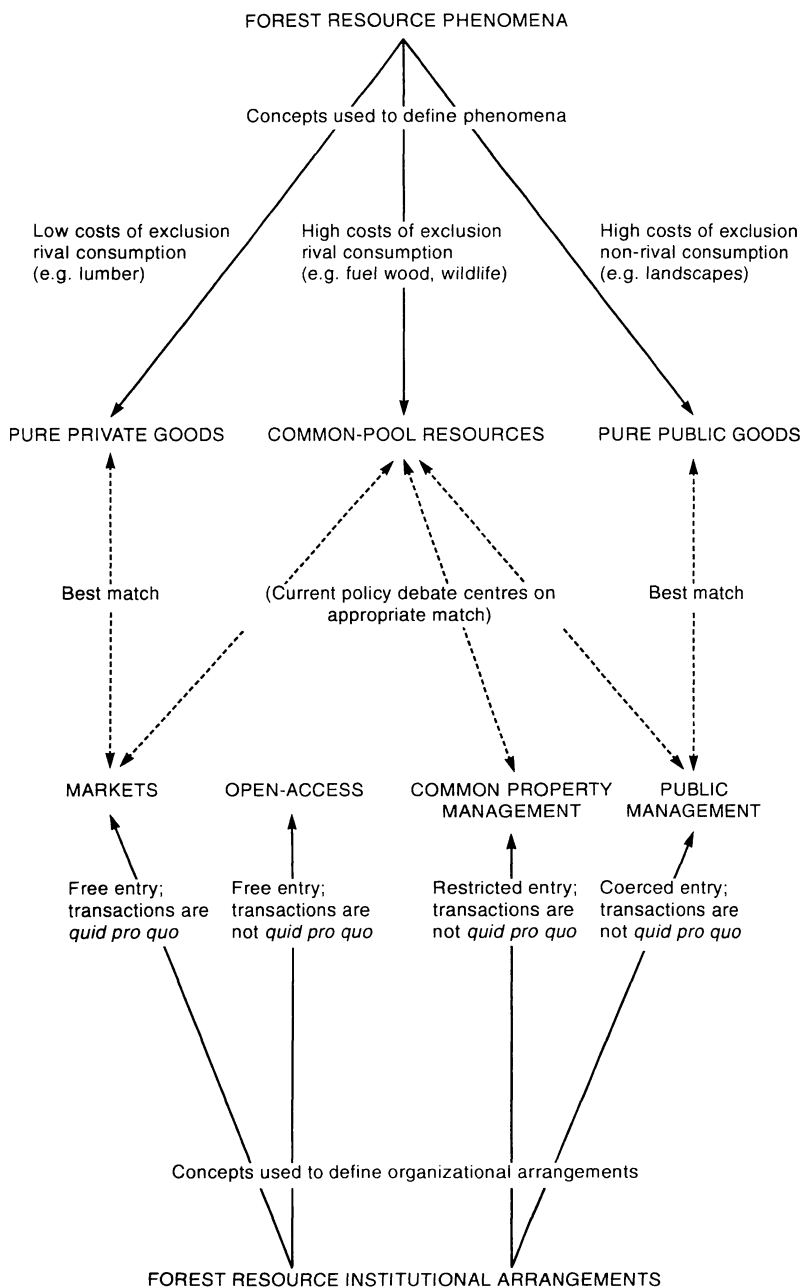 FOREST RESOURCE PHENOMENA
Concepts used to define phenomena
Low costs of exclusion
rival consumption
(e.g. lumber)
High costs of exclusion
rival consumption
(e.g. fuel wood, wildlife)
High costs of exclusion
non-rival consumption
(e.g. landscapes)
PURE PRIVATE GOODS
COMMON-POOL RESOURCES
PURE PUBLIC GOODS
Best match
(Current policy debate centres on
appropriate match)
Best match
MARKETS
OPEN-ACCESS
COMMON PROPERTY
MANAGEMENT
PUBLIC
MANAGEMENT
Free entry;
transactions are
quid pro quo
Free entry;
transactions are
not quid pro quo
Restricted entry;
transactions are
not quid pro quo
Coerced entry;
transactions are
not quid pro quo
Concepts used to define organizational arrangements
FOREST RESOURCE INSTITUTIONAL ARRANGEMENTS